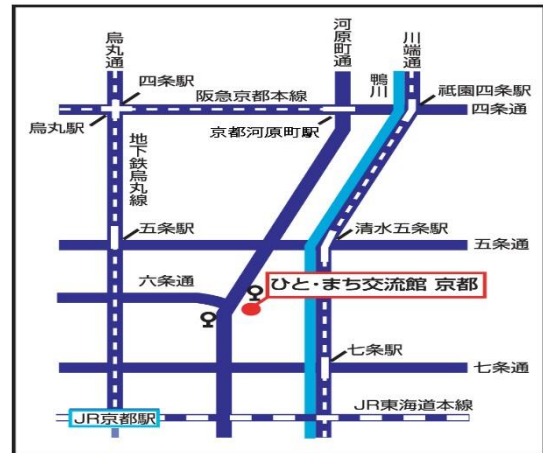 烏丸通
河原町通
川端通
鴨川
四条駅
阪急京都本線
祇園四条駅
四条通
烏丸駅
京都河原町駅
地下鉄烏丸線
五条駅
清水五条駅
五条通
六条通
ひと・まち交流館 京都
七条駅
七条通
JR京都駅
JR東海道本線